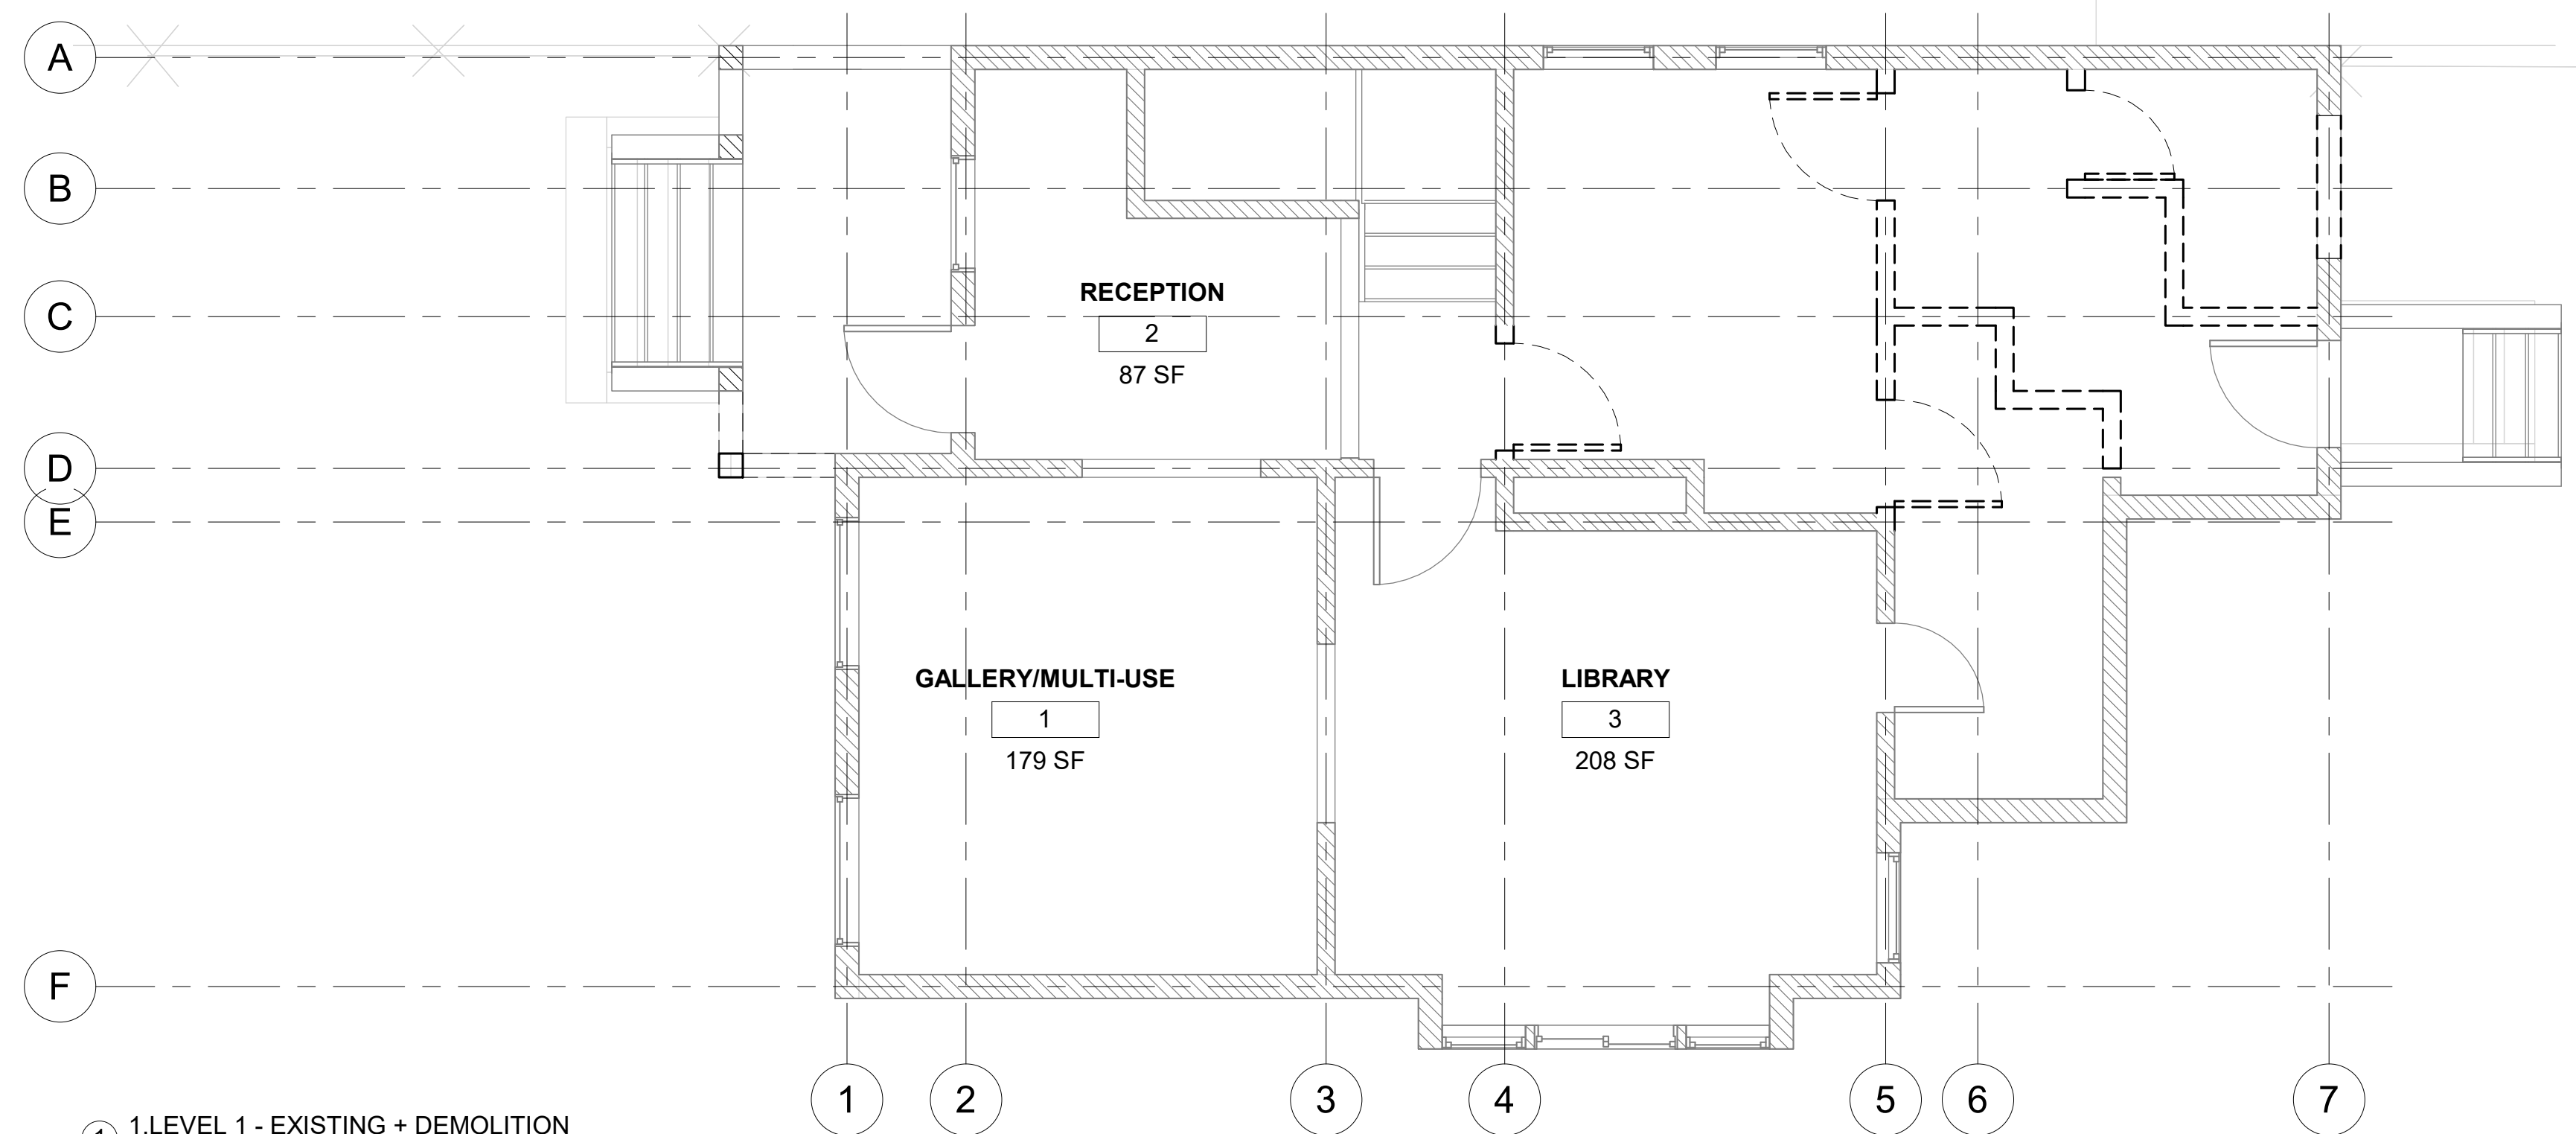 A
B
C
D
E
F
RECEPTION
2
87 SF
GALLERY/MULTI-USE
1
179 SF
LIBRARY
3
208 SF
1
2
3
4
5
6
7
1 1.LEVEL 1 - EXISTING + DEMOLITION